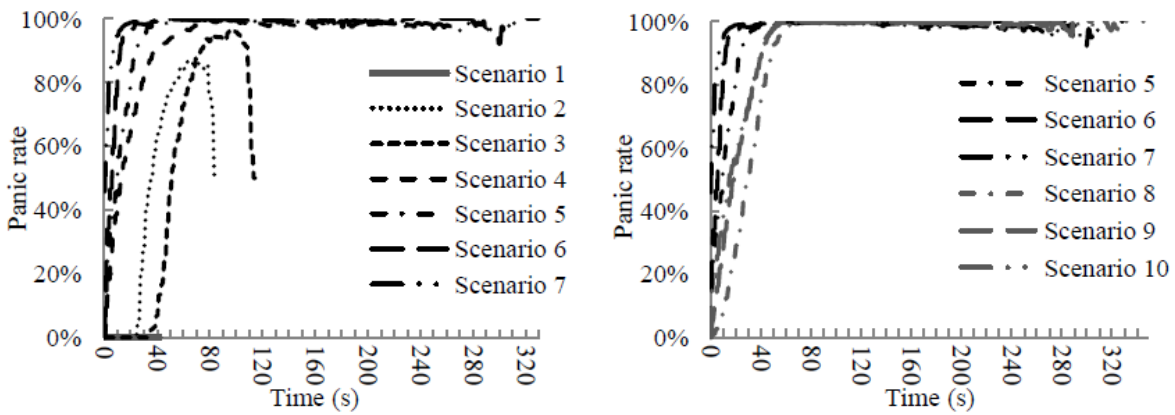 Panic rate
100%
80%
60%
40%
20%
0%
0
40
80
120
160
200
240
280
320
Time (s)
Scenario 1
Scenario 2
Scenario 3
Scenario 4
Scenario 5
Scenario 6
Scenario 7
Panic rate
100%
80%
60%
40%
20%
0%
0
40
80
120
160
200
240
280
320
Time (s)
Scenario 5
Scenario 6
Scenario 7
Scenario 8
Scenario 9
Scenario 10